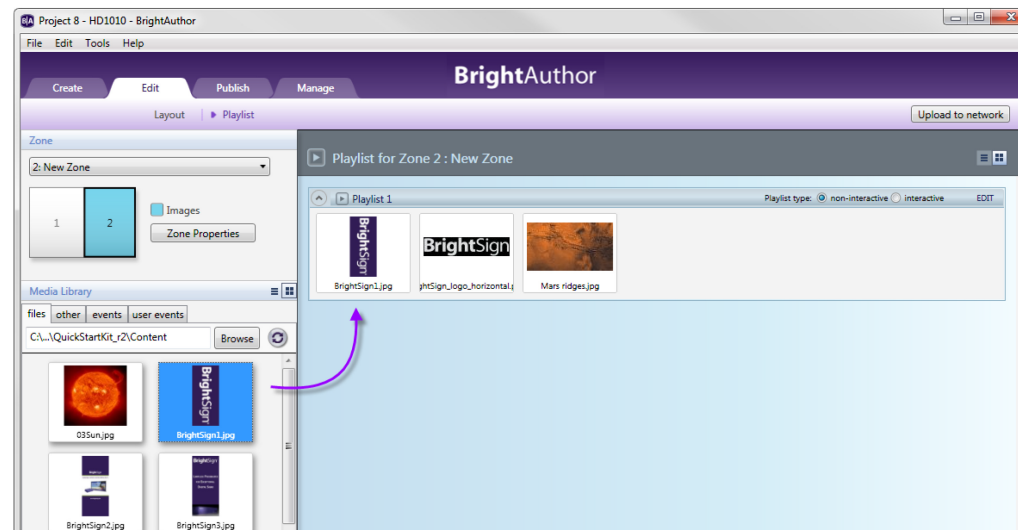 Project 8 - HD1010 - BrightAuthor
File Edit Tools Help
BrightAuthor
Create Edit Publish Manage
Layout Playlist
Upload to network
Zone
2: New Zone
1 2
Images
Zone Properties
Playlist for Zone 2 : New Zone
Playlist 1
Playlist type: non-interactive interactive EDIT
BrightSign
BrightSign
BrightSign1.jpg
ghtSign_logo_horizontal.j
Mars ridges.jpg
Media Library
files other events user events
C:\...\QuickStartKit_r2\Content
Browse
BrightSign
03Sun.jpg
BrightSign1.jpg
BrightSign
BrightSign2.jpg
BrightSign3.jpg